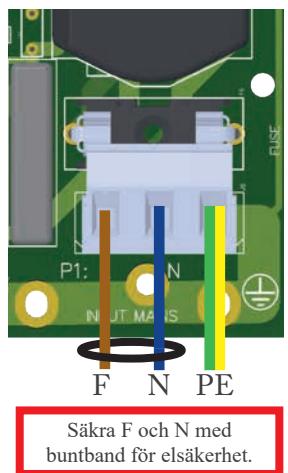 FUSE
P1:
N
INPUT MAINS
F N PE
Säkra F och N med
buntband för elsäkerhet.